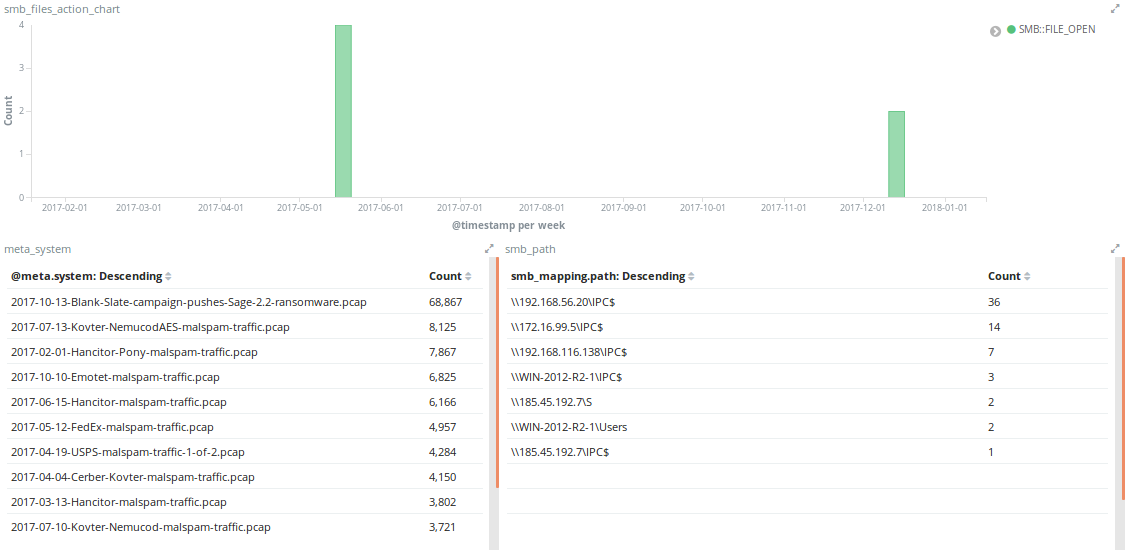 smb_files_action_chart
4
3
2
1
0
Count
SMB::FILE_OPEN
2017-02-01 2017-03-01 2017-04-01 2017-05-01 2017-06-01 2017-07-01 2017-08-01 2017-09-01 2017-10-01 2017-11-01 2017-12-01 2018-01-01
@timestamp per week
meta_system
@meta.system: Descending Count
2017-10-13-Blank-Slate-campaign-pushes-Sage-2.2-ransomware.pcap 68,867
2017-07-13-Kovter-NemucodAES-malspam-traffic.pcap 8,125
2017-02-01-Hancitor-Pony-malspam-traffic.pcap 7,867
2017-10-10-Emotet-malspam-traffic.pcap 6,825
2017-06-15-Hancitor-malspam-traffic.pcap 6,166
2017-05-12-FedEx-malspam-traffic.pcap 4,957
2017-04-19-USPS-malspam-traffic-1-of-2.pcap 4,284
2017-04-04-Cerber-Kovter-malspam-traffic.pcap 4,150
2017-03-13-Hancitor-malspam-traffic.pcap 3,802
2017-07-10-Kovter-Nemucod-malspam-traffic.pcap 3,721
smb_path
smb_mapping.path: Descending Count
\\192.168.56.20\IPC$ 36
\\172.16.99.5\IPC$ 14
\\192.168.116.138\IPC$ 7
\\WIN-2012-R2-1\IPC$ 3
\\185.45.192.7\S 2
\\WIN-2012-R2-1\Users 2
\\185.45.192.7\IPC$ 1